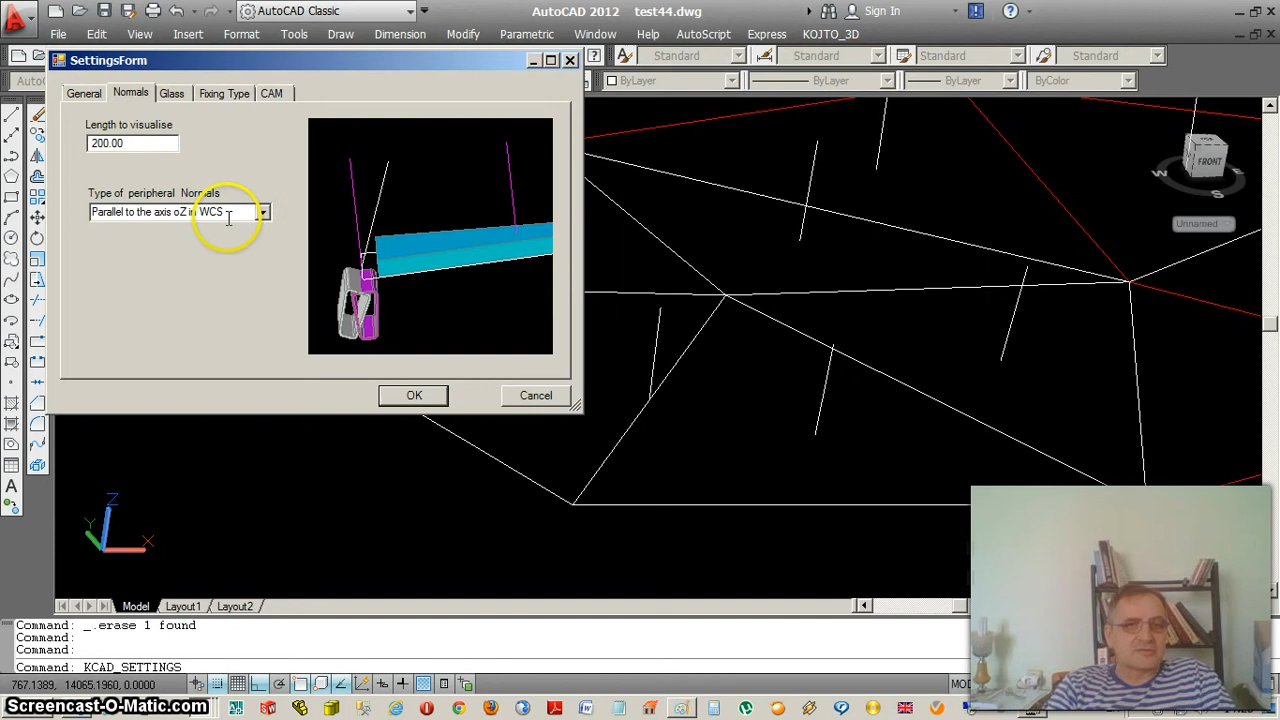 AutoCAD Classic
AutoCAD 2012 test44.dwg
Sign In
File Edit View Insert Format Tools Draw Dimension Modify Parametric Window Help AutoScript Express KOJTO_3D
Standard
Standard
Standard
ByLayer
ByLayer
ByLayer
ByColor
SettingsForm
General Normals Glass Fixing Type CAM
Length to visualise
200.00
Type of peripheral Normals
Parallel to the axis oZ in WCS
OK Cancel
FRONT
W
S
Unnamed
Z
Y
X
Model Layout1 Layout2
Command: _.erase 1 found
Command:
Command:
Command: KCAD_SETTINGS
767.1389, 14065.1960, 0.0000
Screencast-O-Matic.com